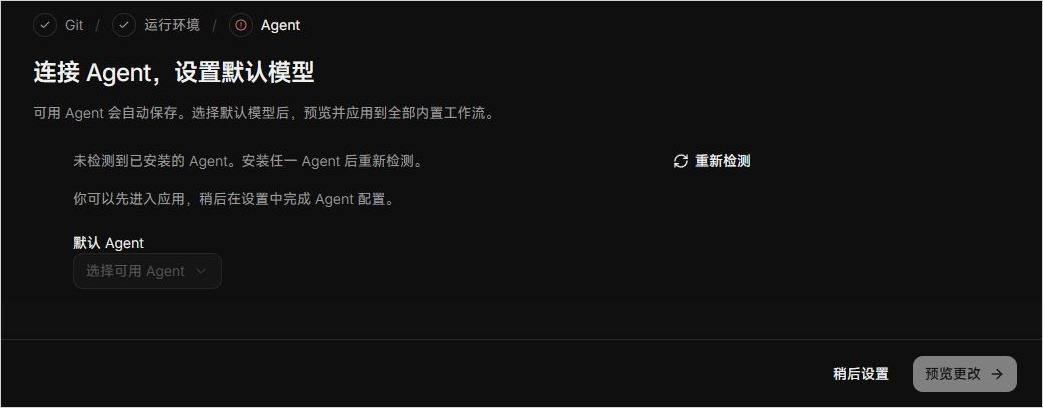 Git / 运行环境 / Agent
连接 Agent，设置默认模型
可用 Agent 会自动保存。选择默认模型后，预览并应用到全部内置工作流。
未检测到已安装的 Agent。安装任一 Agent 后重新检测。
重新检测
你可以先进入应用，稍后在设置中完成 Agent 配置。
默认 Agent
选择可用 Agent
稍后设置
预览更改